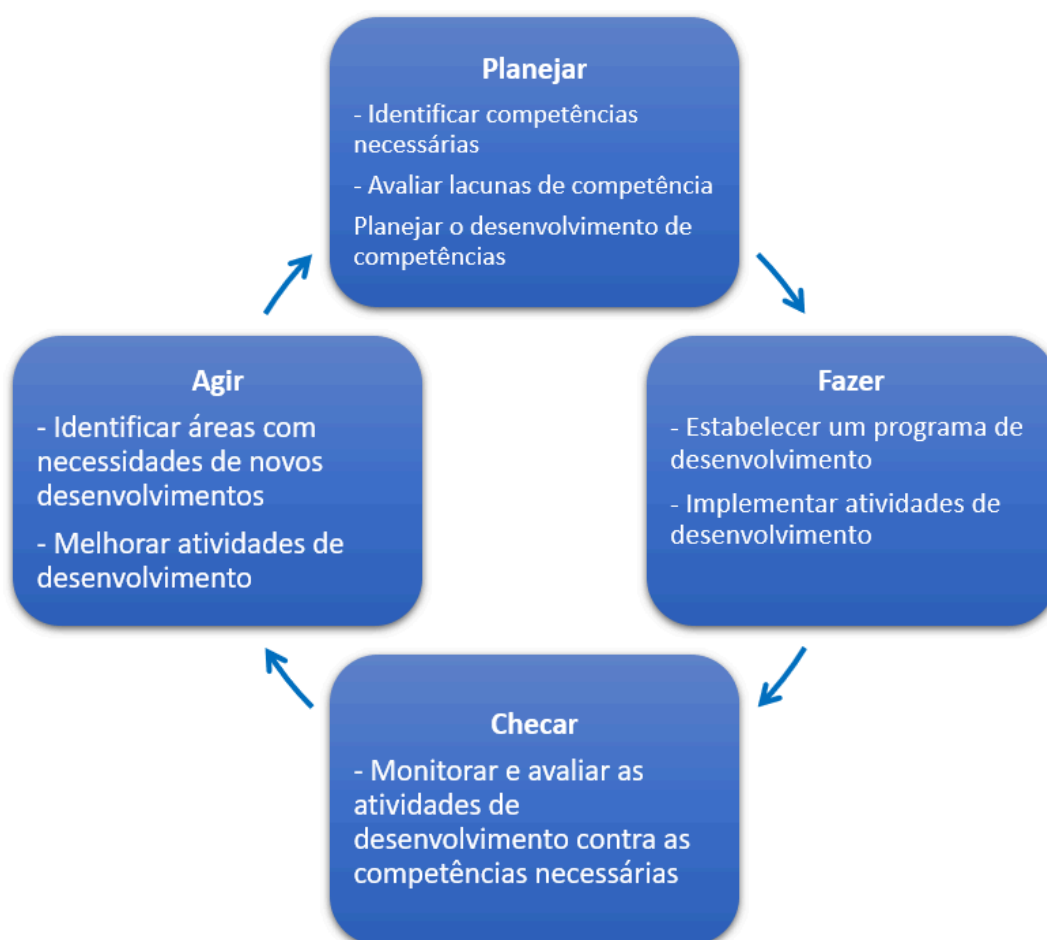 Planejar
- Identificar competências
necessárias
- Avaliar lacunas de competência
Planejar o desenvolvimento de
competências
Agir
- Identificar áreas com
necessidades de novos
desenvolvimentos
- Melhorar atividades de
desenvolvimento
Fazer
- Estabelecer um programa de
desenvolvimento
- Implementar atividades de
desenvolvimento
Checar
- Monitorar e avaliar as
atividades de
desenvolvimento contra as
competências necessárias